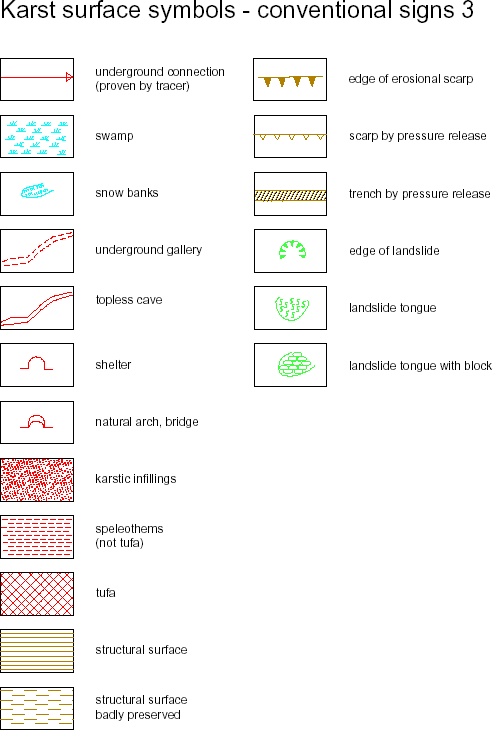 Karst surface symbols - conventional signs 3
underground connection
(proven by tracer)
swamp
snow banks
underground gallery
topless cave
shelter
natural arch, bridge
karstic infillings
speleothems
(not tufa)
tufa
structural surface
structural surface
badly preserved
edge of erosional scarp
scarp by pressure release
trench by pressure release
edge of landslide
landslide tongue
landslide tongue with block